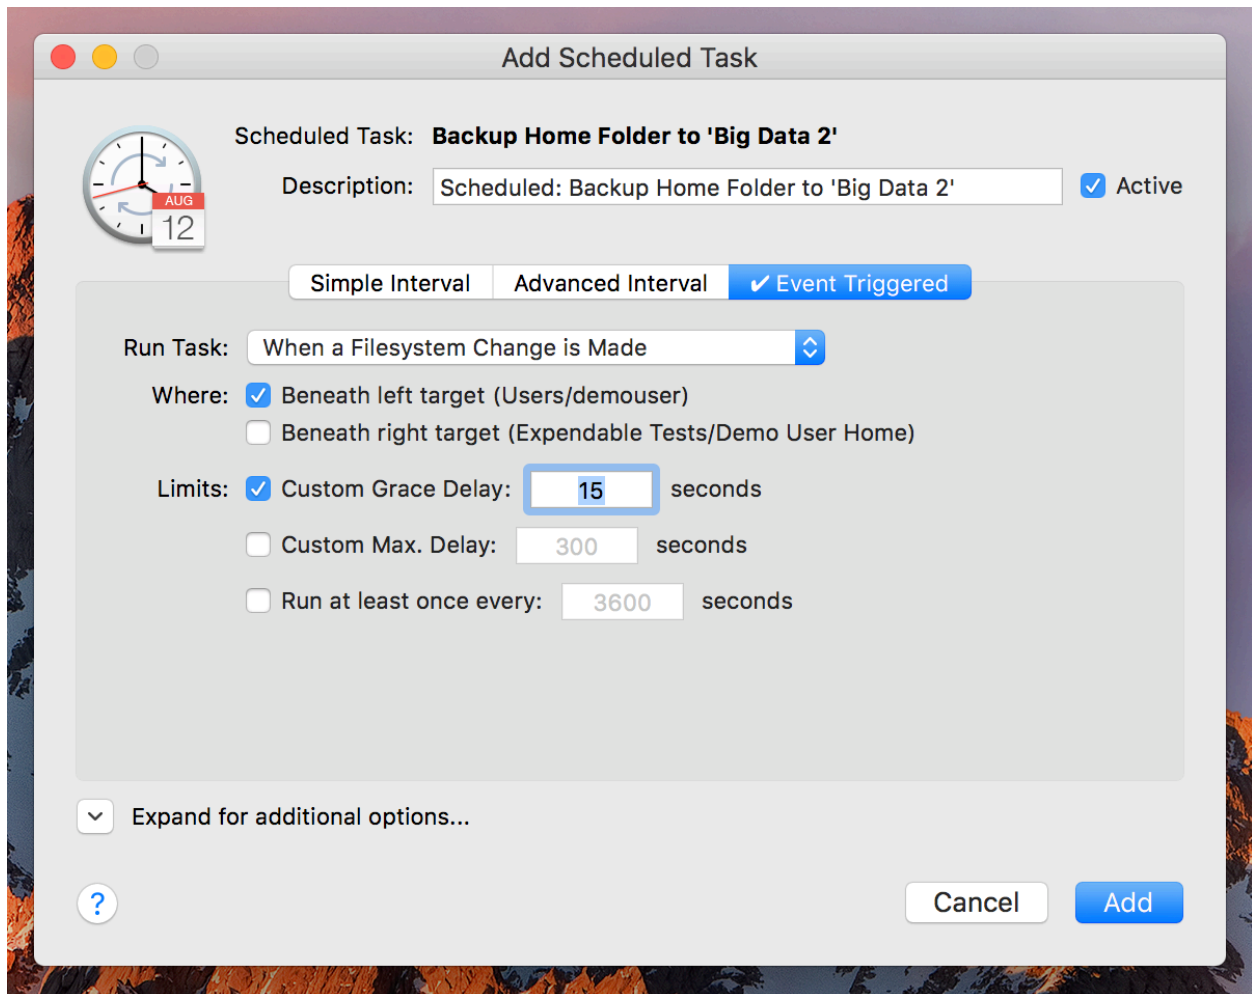 Add Scheduled Task
Scheduled Task: Backup Home Folder to 'Big Data 2'
Description: Scheduled: Backup Home Folder to 'Big Data 2' Active
AUG
12
Simple Interval Advanced Interval ✔ Event Triggered
Run Task: When a Filesystem Change is Made
Where: Beneath left target (Users/demouser)
Beneath right target (Expendable Tests/Demo User Home)
Limits: Custom Grace Delay: 15 seconds
Custom Max. Delay: 300 seconds
Run at least once every: 3600 seconds
Expand for additional options...
? Cancel Add